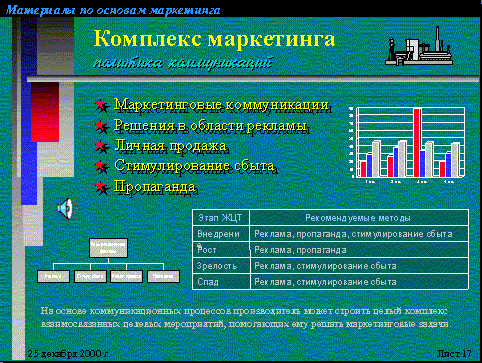 Материалы по основам маркетинга
Комплекс маркетинга
политика коммуникаций
Маркетинговые коммуникации
Решения в области рекламы
Личная продажа
Стимулирование сбыта
Пропаганда
Этап ЖЦТ Рекомендуемые методы
Внедрени Реклама, пропаганда, стимулирование сбыта
е
Рост Реклама, пропаганда
Зрелость Реклама, стимулирование сбыта
Спад Реклама, стимулирование сбыта
На основе коммуникационных процессов производитель может строить целый комплекс
взаимосвязанных целевых мероприятий, помогающих ему решать маркетинговые задачи.
25 декабря 2000 г. Лист 17